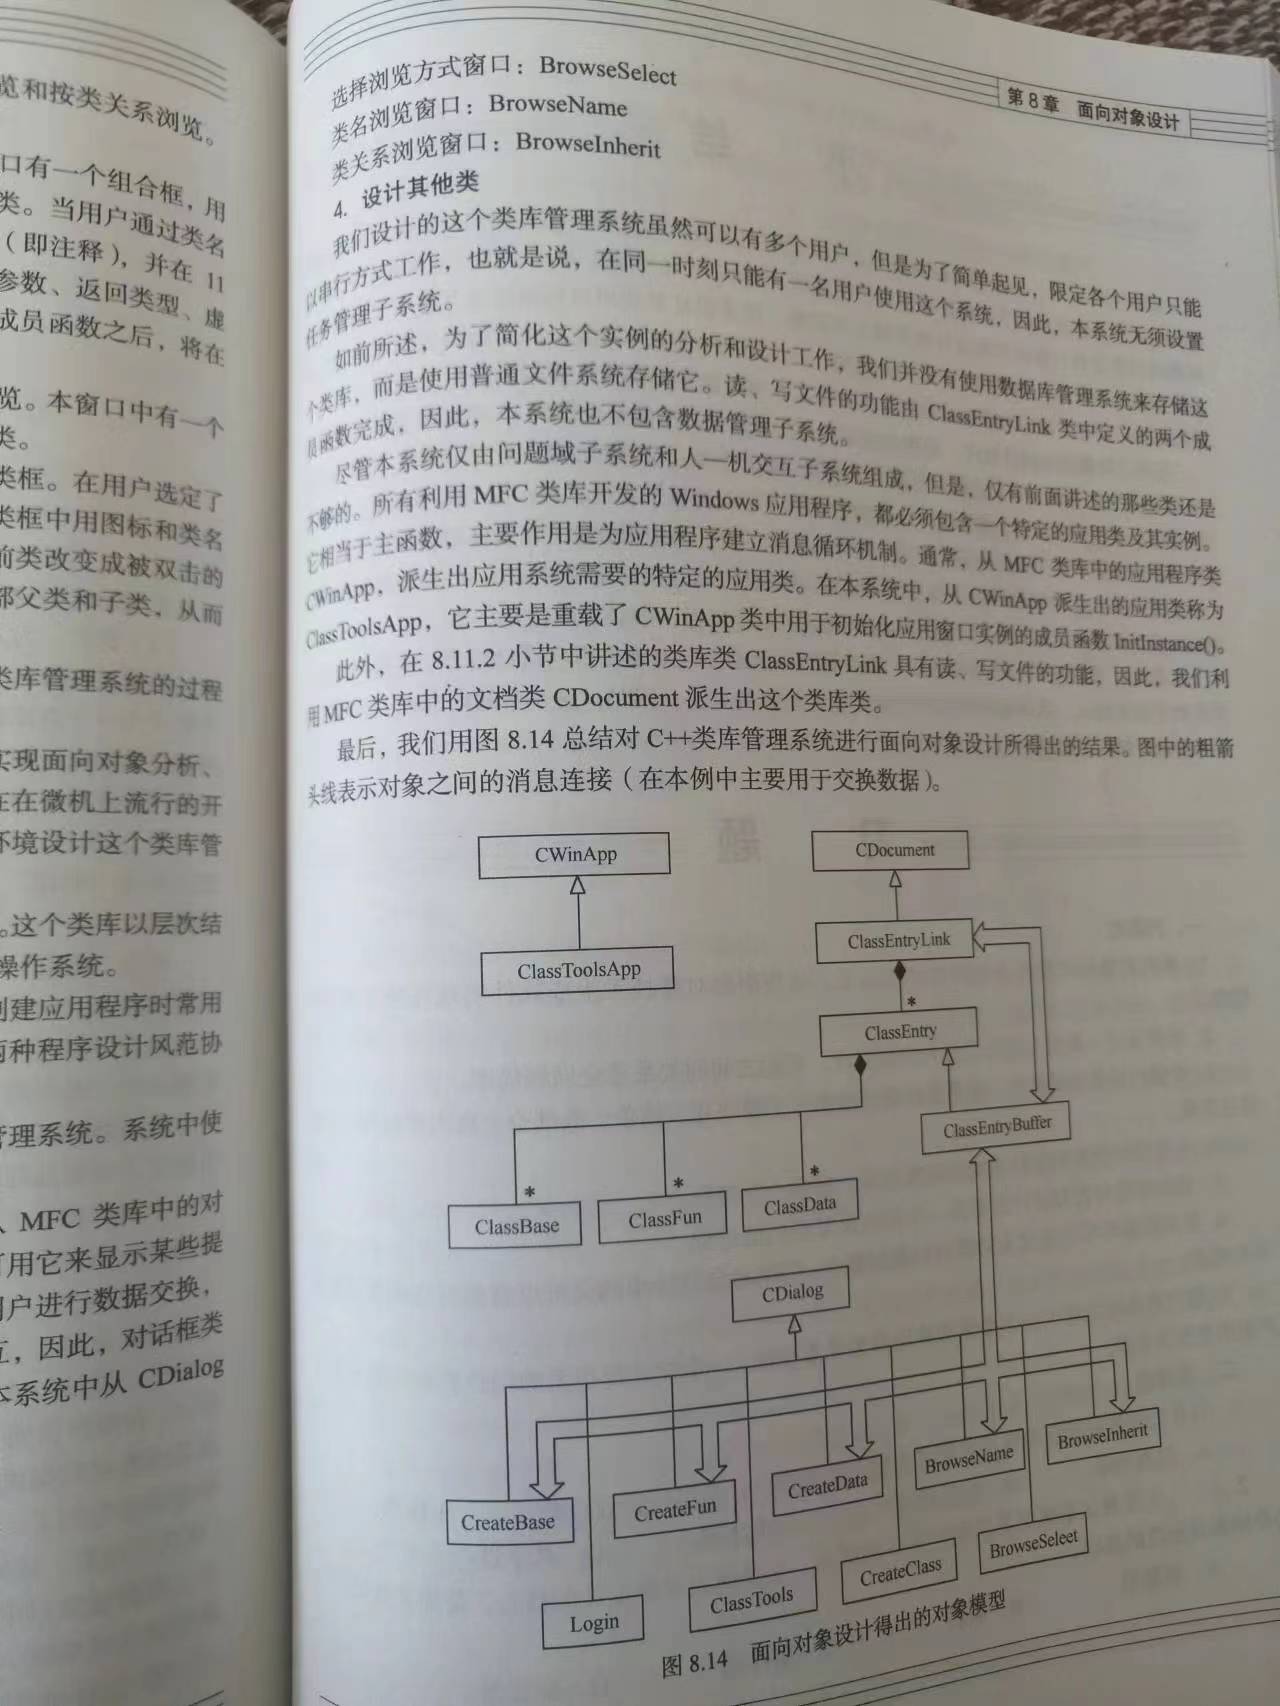 览和按类关系浏览。
口有一个组合框，用
类。当用户通过类名
（即注释），并在 11
参数、返回类型、虚
成员函数之后，将在
览。本窗口中有一个
类。
类框。在用户选定了
类框中用图标和类名
前类改变成被双击的
部父类和子类，从而
类库管理系统的过程
实现面向对象分析、
在在微机上流行的开
环境设计这个类库管
。这个类库以层次结
操作系统。
创建应用程序时常用
两种程序设计风范协
管理系统。系统中使
MFC 类库中的对
可用它来显示某些提
用户进行数据交换，
互，因此，对话框类
本系统中从 CDialog
第 8 章 面向对象设计
选择浏览方式窗口：BrowseSelect
类名浏览窗口：BrowseName
类关系浏览窗口：BrowseInherit
4. 设计其他类
我们设计的这个类库管理系统虽然可以有多个用户，但是为了简单起见，限定各个用户只能
以串行方式工作，也就是说，在同一时刻只能有一名用户使用这个系统，因此，本系统无须设置
任务管理子系统。
如前所述，为了简化这个实例的分析和设计工作，我们并没有使用数据库管理系统来存储这
个类库，而是使用普通文件系统存储它。读、写文件的功能由 ClassEntryLink 类中定义的两个成
员函数完成，因此，本系统也不包含数据管理子系统。
尽管本系统仅由问题域子系统和人—机交互子系统组成，但是，仅有前面讲述的那些类还是
不够的。所有利用 MFC 类库开发的 Windows 应用程序，都必须包含一个特定的应用类及其实例。
它相当于主函数，主要作用是为应用程序建立消息循环机制。通常，从 MFC 类库中的应用程序类
CWinApp，派生出应用系统需要的特定的应用类。在本系统中，从 CWinApp 派生出的应用类称为
ClassToolsApp，它主要是重载了 CWinApp 类中用于初始化应用窗口实例的成员函数 InitInstance()。
此外，在 8.11.2 小节中讲述的类库类 ClassEntryLink 具有读、写文件的功能，因此，我们利
用 MFC 类库中的文档类 CDocument 派生出这个类库类。
最后，我们用图 8.14 总结对 C++类库管理系统进行面向对象设计所得出的结果。图中的粗箭
头线表示对象之间的消息连接（在本例中主要用于交换数据）。
CWinApp
CDocument
ClassToolsApp
ClassEntryLink
*
ClassEntry
ClassEntryBuffer
* * *
ClassBase
ClassFun
ClassData
CDialog
CreateBase
CreateFun
CreateData
BrowseName
BrowseInherit
Login
ClassTools
CreateClass
BrowseSeleet
图 8.14 面向对象设计得出的对象模型